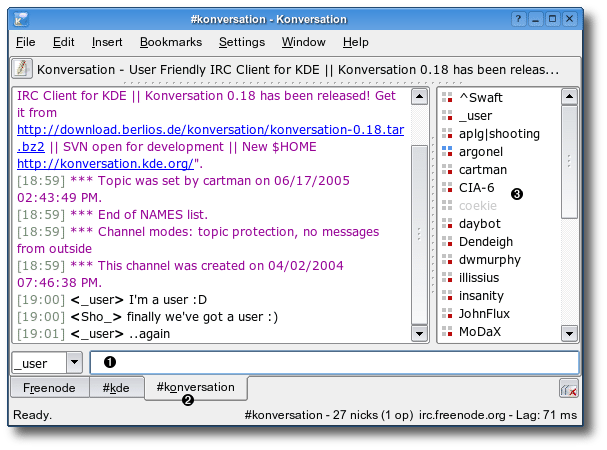 #konversation - Konversation
File Edit Insert Bookmarks Settings Window Help
Konversation - User Friendly IRC Client for KDE || Konversation 0.18 has been releas...
IRC Client for KDE || Konversation 0.18 has been released! Get
it from
http://download.berlios.de/konversation/konversation-0.18.tar
.bz2 || SVN open for development || New $HOME
http://konversation.kde.org/".
[18:59] *** Topic was set by cartman on 06/17/2005
02:43:49 PM.
[18:59] *** End of NAMES list.
[18:59] *** Channel modes: topic protection, no messages
from outside
[18:59] *** This channel was created on 04/02/2004
07:46:38 PM.
[19:00] <_user> I'm a user :D
[19:00] <Sho_> finally we've got a user :)
[19:01] <_user> ..again
^Swaft
_user
aplg|shooting
argonel
cartman
CIA-6
coekie
daybot
Dendeigh
dwmurphy
illissius
insanity
JohnFlux
MoDaX
3
_user
1
Freenode #kde #konversation
2
Ready. #konversation - 27 nicks (1 op) irc.freenode.org - Lag: 71 ms